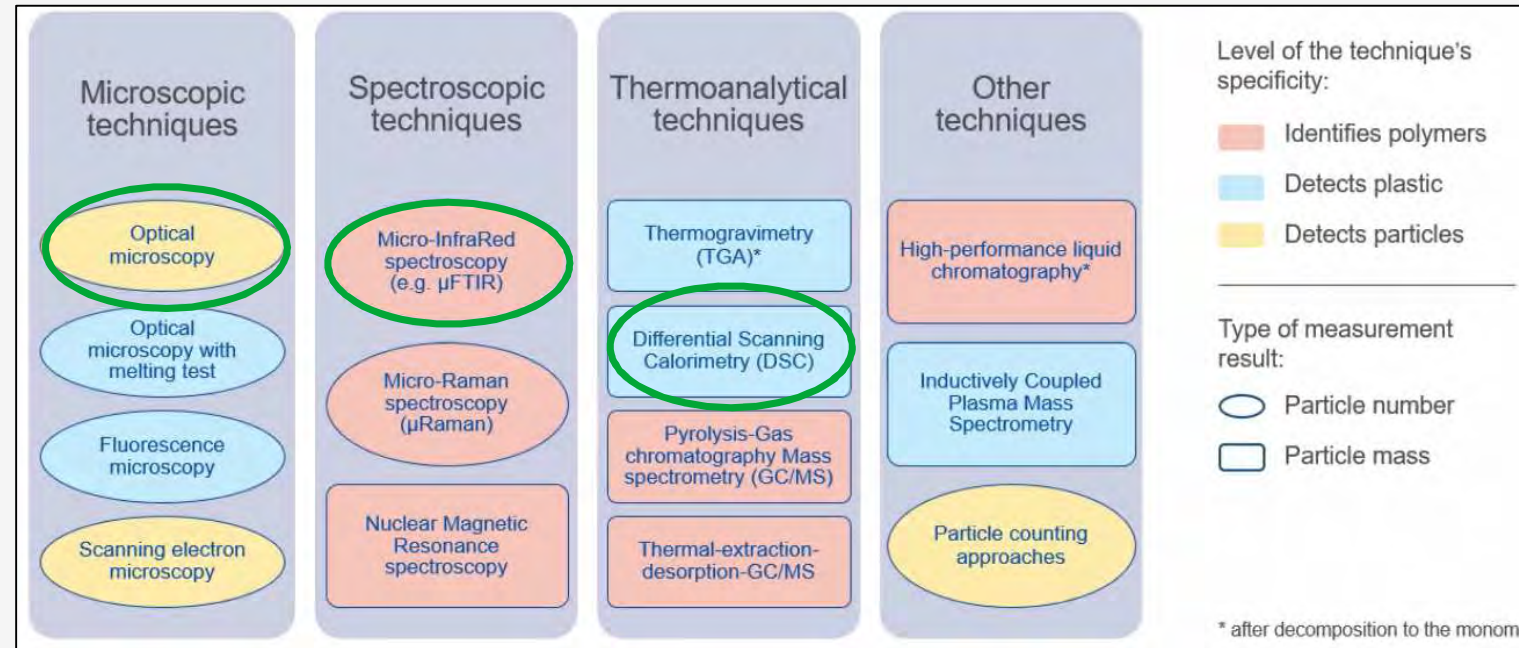 Microscopic
techniques
Optical
microscopy
Optical
microscopy with
melting test
Fluorescence
microscopy
Scanning electron
microscopy
Spectroscopic
techniques
Micro-InfraRed
spectroscopy
(e.g. µFTIR)
Micro-Raman
spectroscopy
(µRaman)
Nuclear Magnetic
Resonance
spectroscopy
Thermoanalytical
techniques
Thermogravimetry
(TGA)*
Differential Scanning
Calorimetry (DSC)
Pyrolysis-Gas
chromatography Mass
spectrometry (GC/MS)
Thermal-extraction-
desorption-GC/MS
Other
techniques
High-performance liquid
chromatography*
Inductively Coupled
Plasma Mass
Spectrometry
Particle counting
approaches
Level of the technique's
specificity:
Identifies polymers
Detects plastic
Detects particles
Type of measurement
result:
Particle number
Particle mass
* after decomposition to the monom